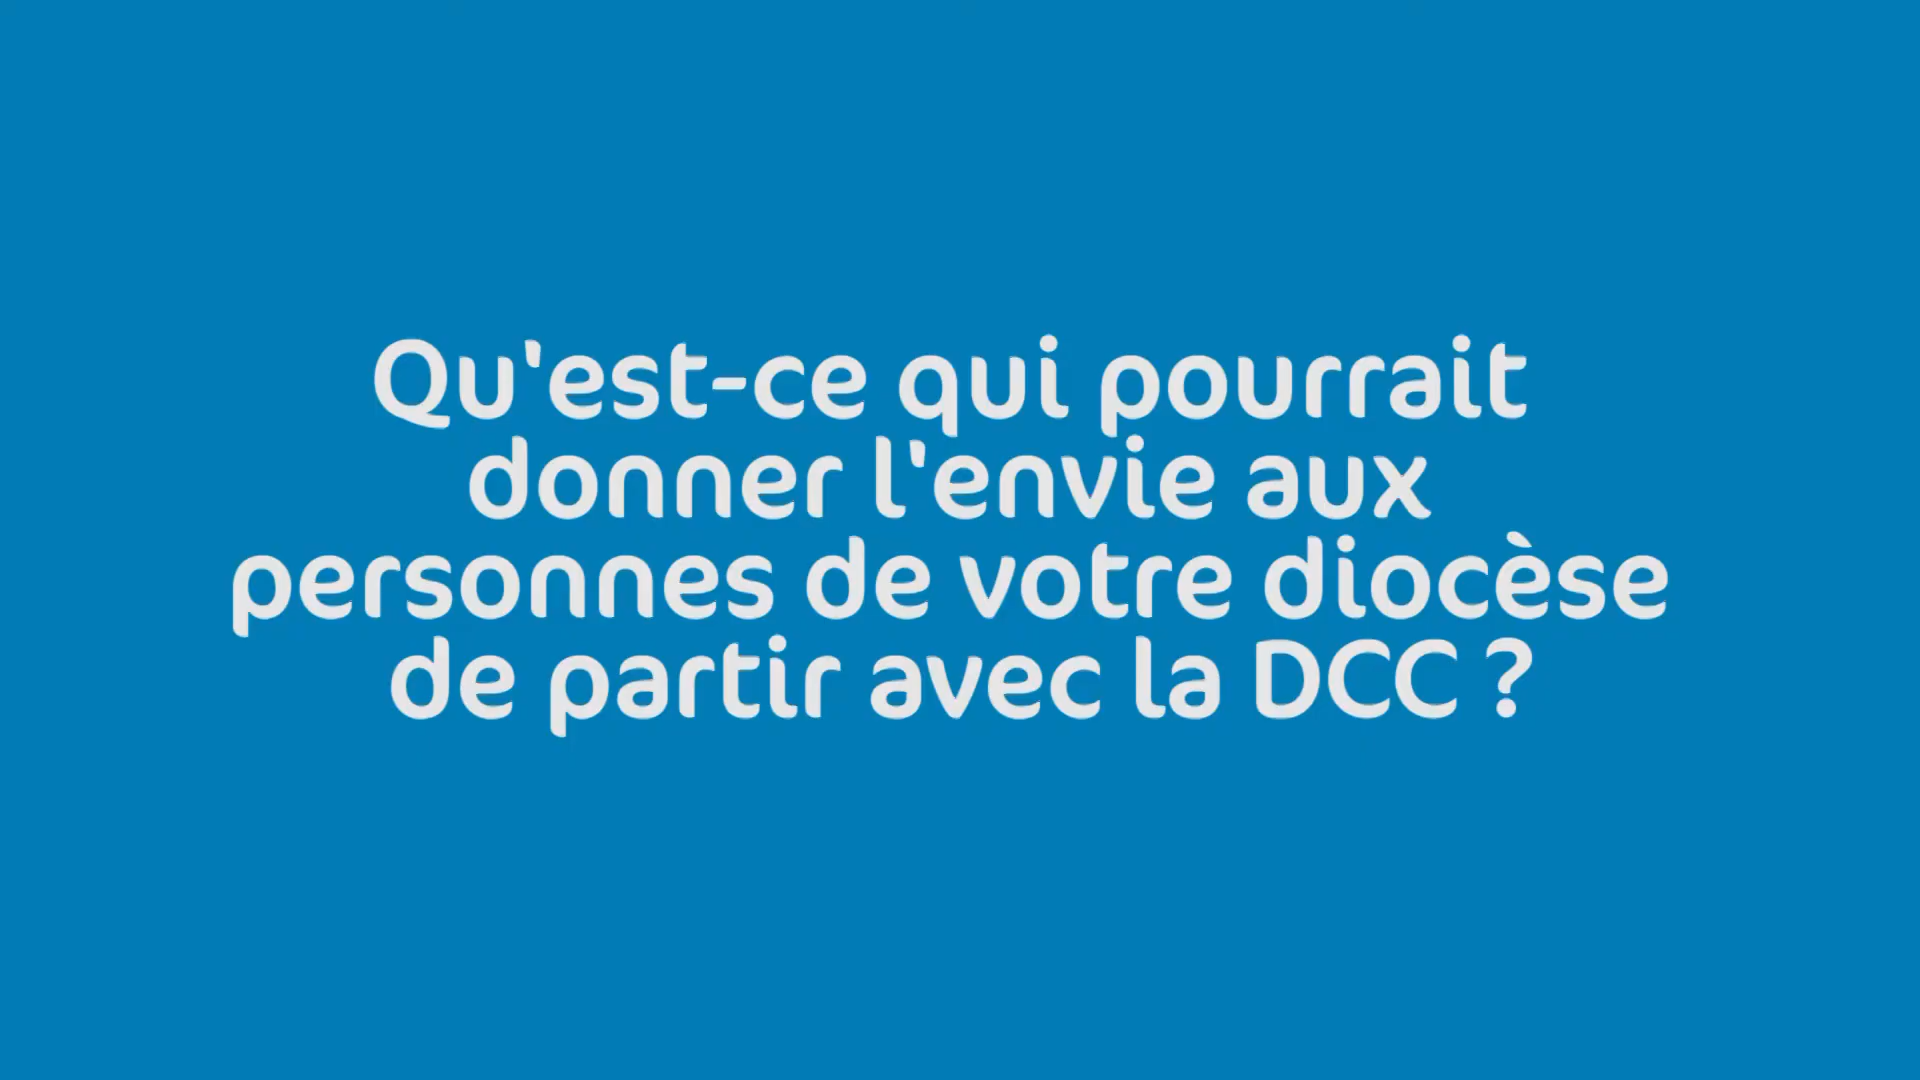 Qu'est-ce qui pourrait
donner l'envie aux
personnes de votre diocèse
de partir avec la DCC ?